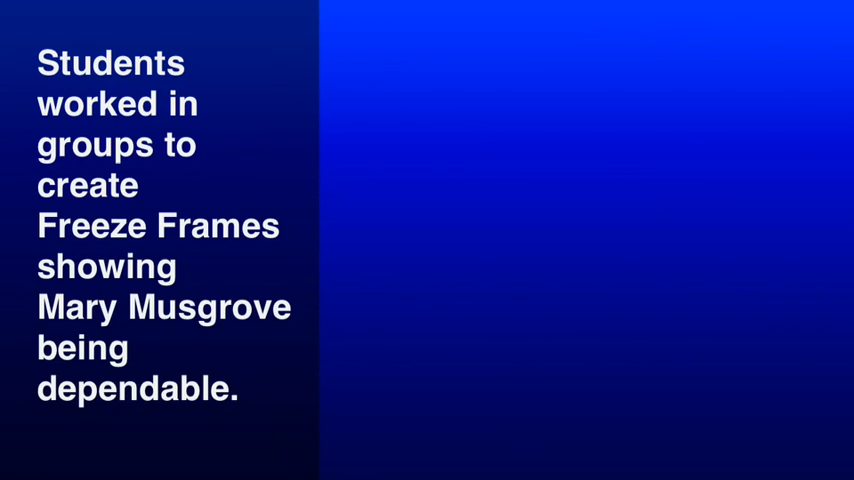 Students
worked in
groups to
create
Freeze Frames
showing
Mary Musgrove
being
dependable.